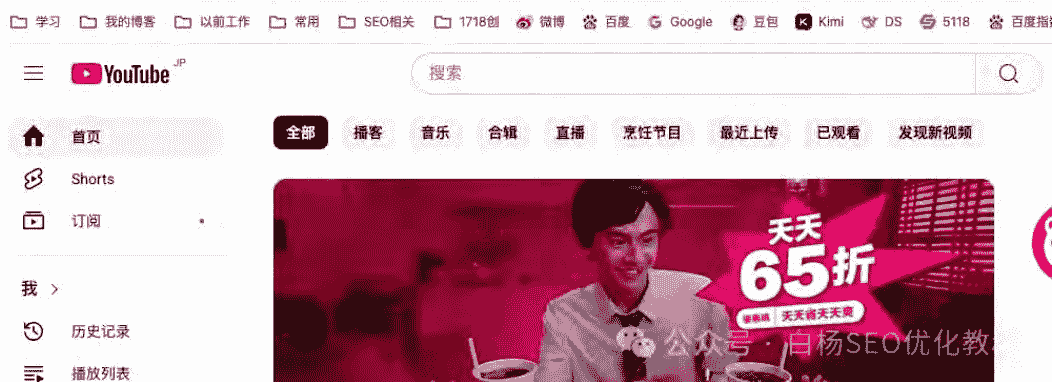 学习 我的博客 以前工作 常用 SEO相关 1718创 微博 百度 Google 豆包 Kimi DS 5118 百度指数
YouTube JP
搜索
全部 播客 音乐 合辑 直播 烹饪节目 最近上传 已观看 发现新视频
首页
Shorts
订阅
天天
65折
天天省天天爽
我
历史记录
公众号 · 白杨SEO优化教
播放列表